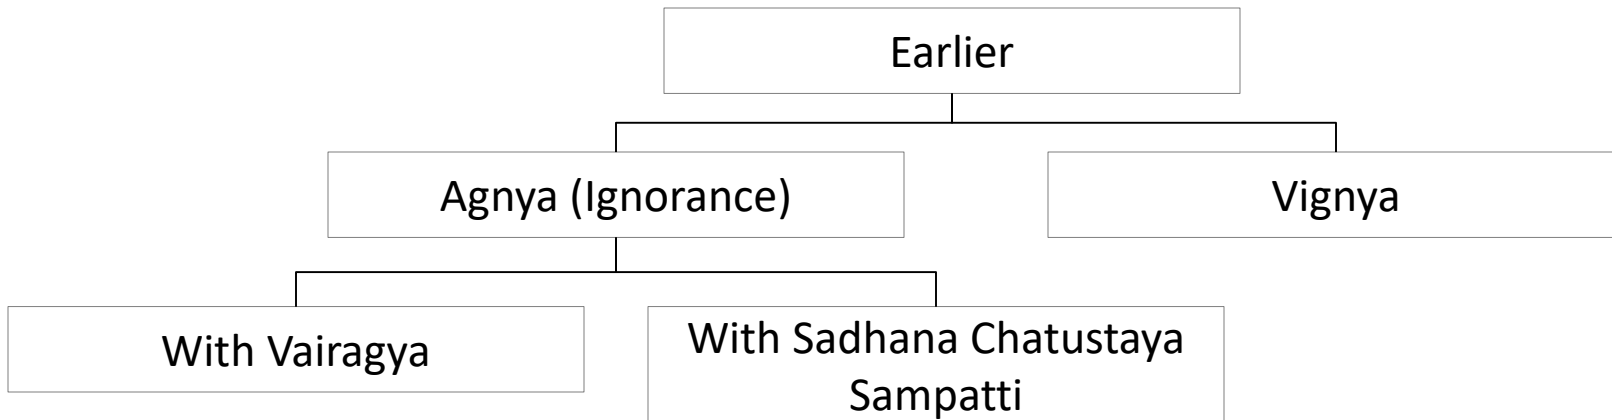 Earlier
Agnya (Ignorance)
Vignya
With Vairagya
With Sadhana Chatustaya
Sampatti